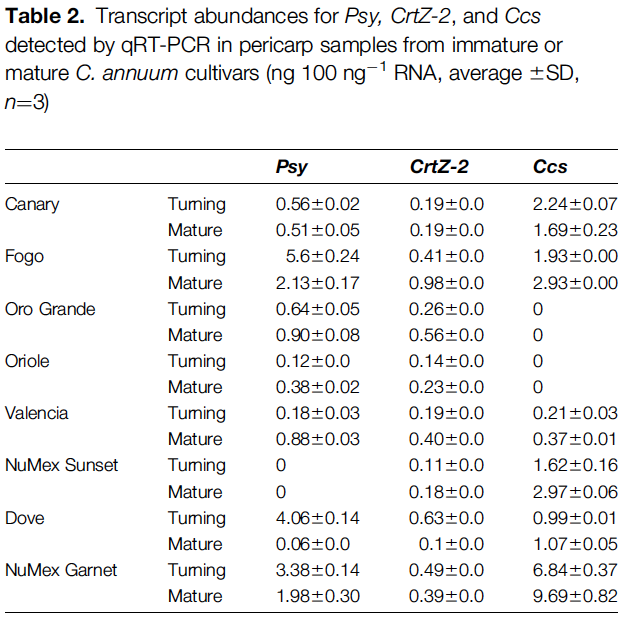 Table 2. Transcript abundances for Psy, CrtZ-2, and Ccs
detected by qRT-PCR in pericarp samples from immature or
mature C. annuum cultivars (ng 100 ng⁻¹ RNA, average ±SD,
n=3)
Psy CrtZ-2 Ccs
Canary Turning 0.56±0.02 0.19±0.0 2.24±0.07
Mature 0.51±0.05 0.19±0.0 1.69±0.23
Fogo Turning 5.6±0.24 0.41±0.0 1.93±0.00
Mature 2.13±0.17 0.98±0.0 2.93±0.00
Oro Grande Turning 0.64±0.05 0.26±0.0 0
Mature 0.90±0.08 0.56±0.0 0
Oriole Turning 0.12±0.0 0.14±0.0 0
Mature 0.38±0.02 0.23±0.0 0
Valencia Turning 0.18±0.03 0.19±0.0 0.21±0.03
Mature 0.88±0.03 0.40±0.0 0.37±0.01
NuMex Sunset Turning 0 0.11±0.0 1.62±0.16
Mature 0 0.18±0.0 2.97±0.06
Dove Turning 4.06±0.14 0.63±0.0 0.99±0.01
Mature 0.06±0.0 0.1±0.0 1.07±0.05
NuMex Garnet Turning 3.38±0.14 0.49±0.0 6.84±0.37
Mature 1.98±0.30 0.39±0.0 9.69±0.82